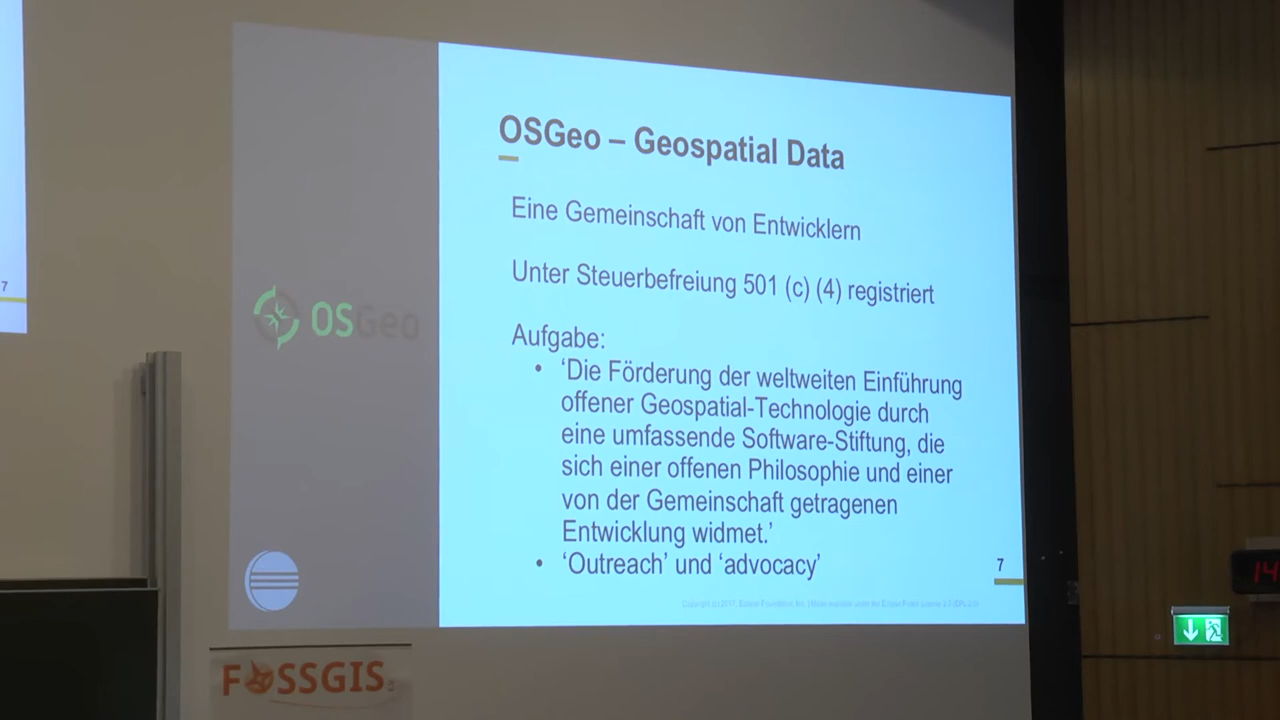 OSGeo – Geospatial Data
Eine Gemeinschaft von Entwicklern
Unter Steuerbefreiung 501 (c) (4) registriert
Aufgabe:
• ‘Die Förderung der weltweiten Einführung
offener Geospatial-Technologie durch
eine umfassende Software-Stiftung, die
sich einer offenen Philosophie und einer
von der Gemeinschaft getragenen
Entwicklung widmet.’
• ‘Outreach’ und ‘advocacy’
7
OSGeo
7
FOSSGIS
14